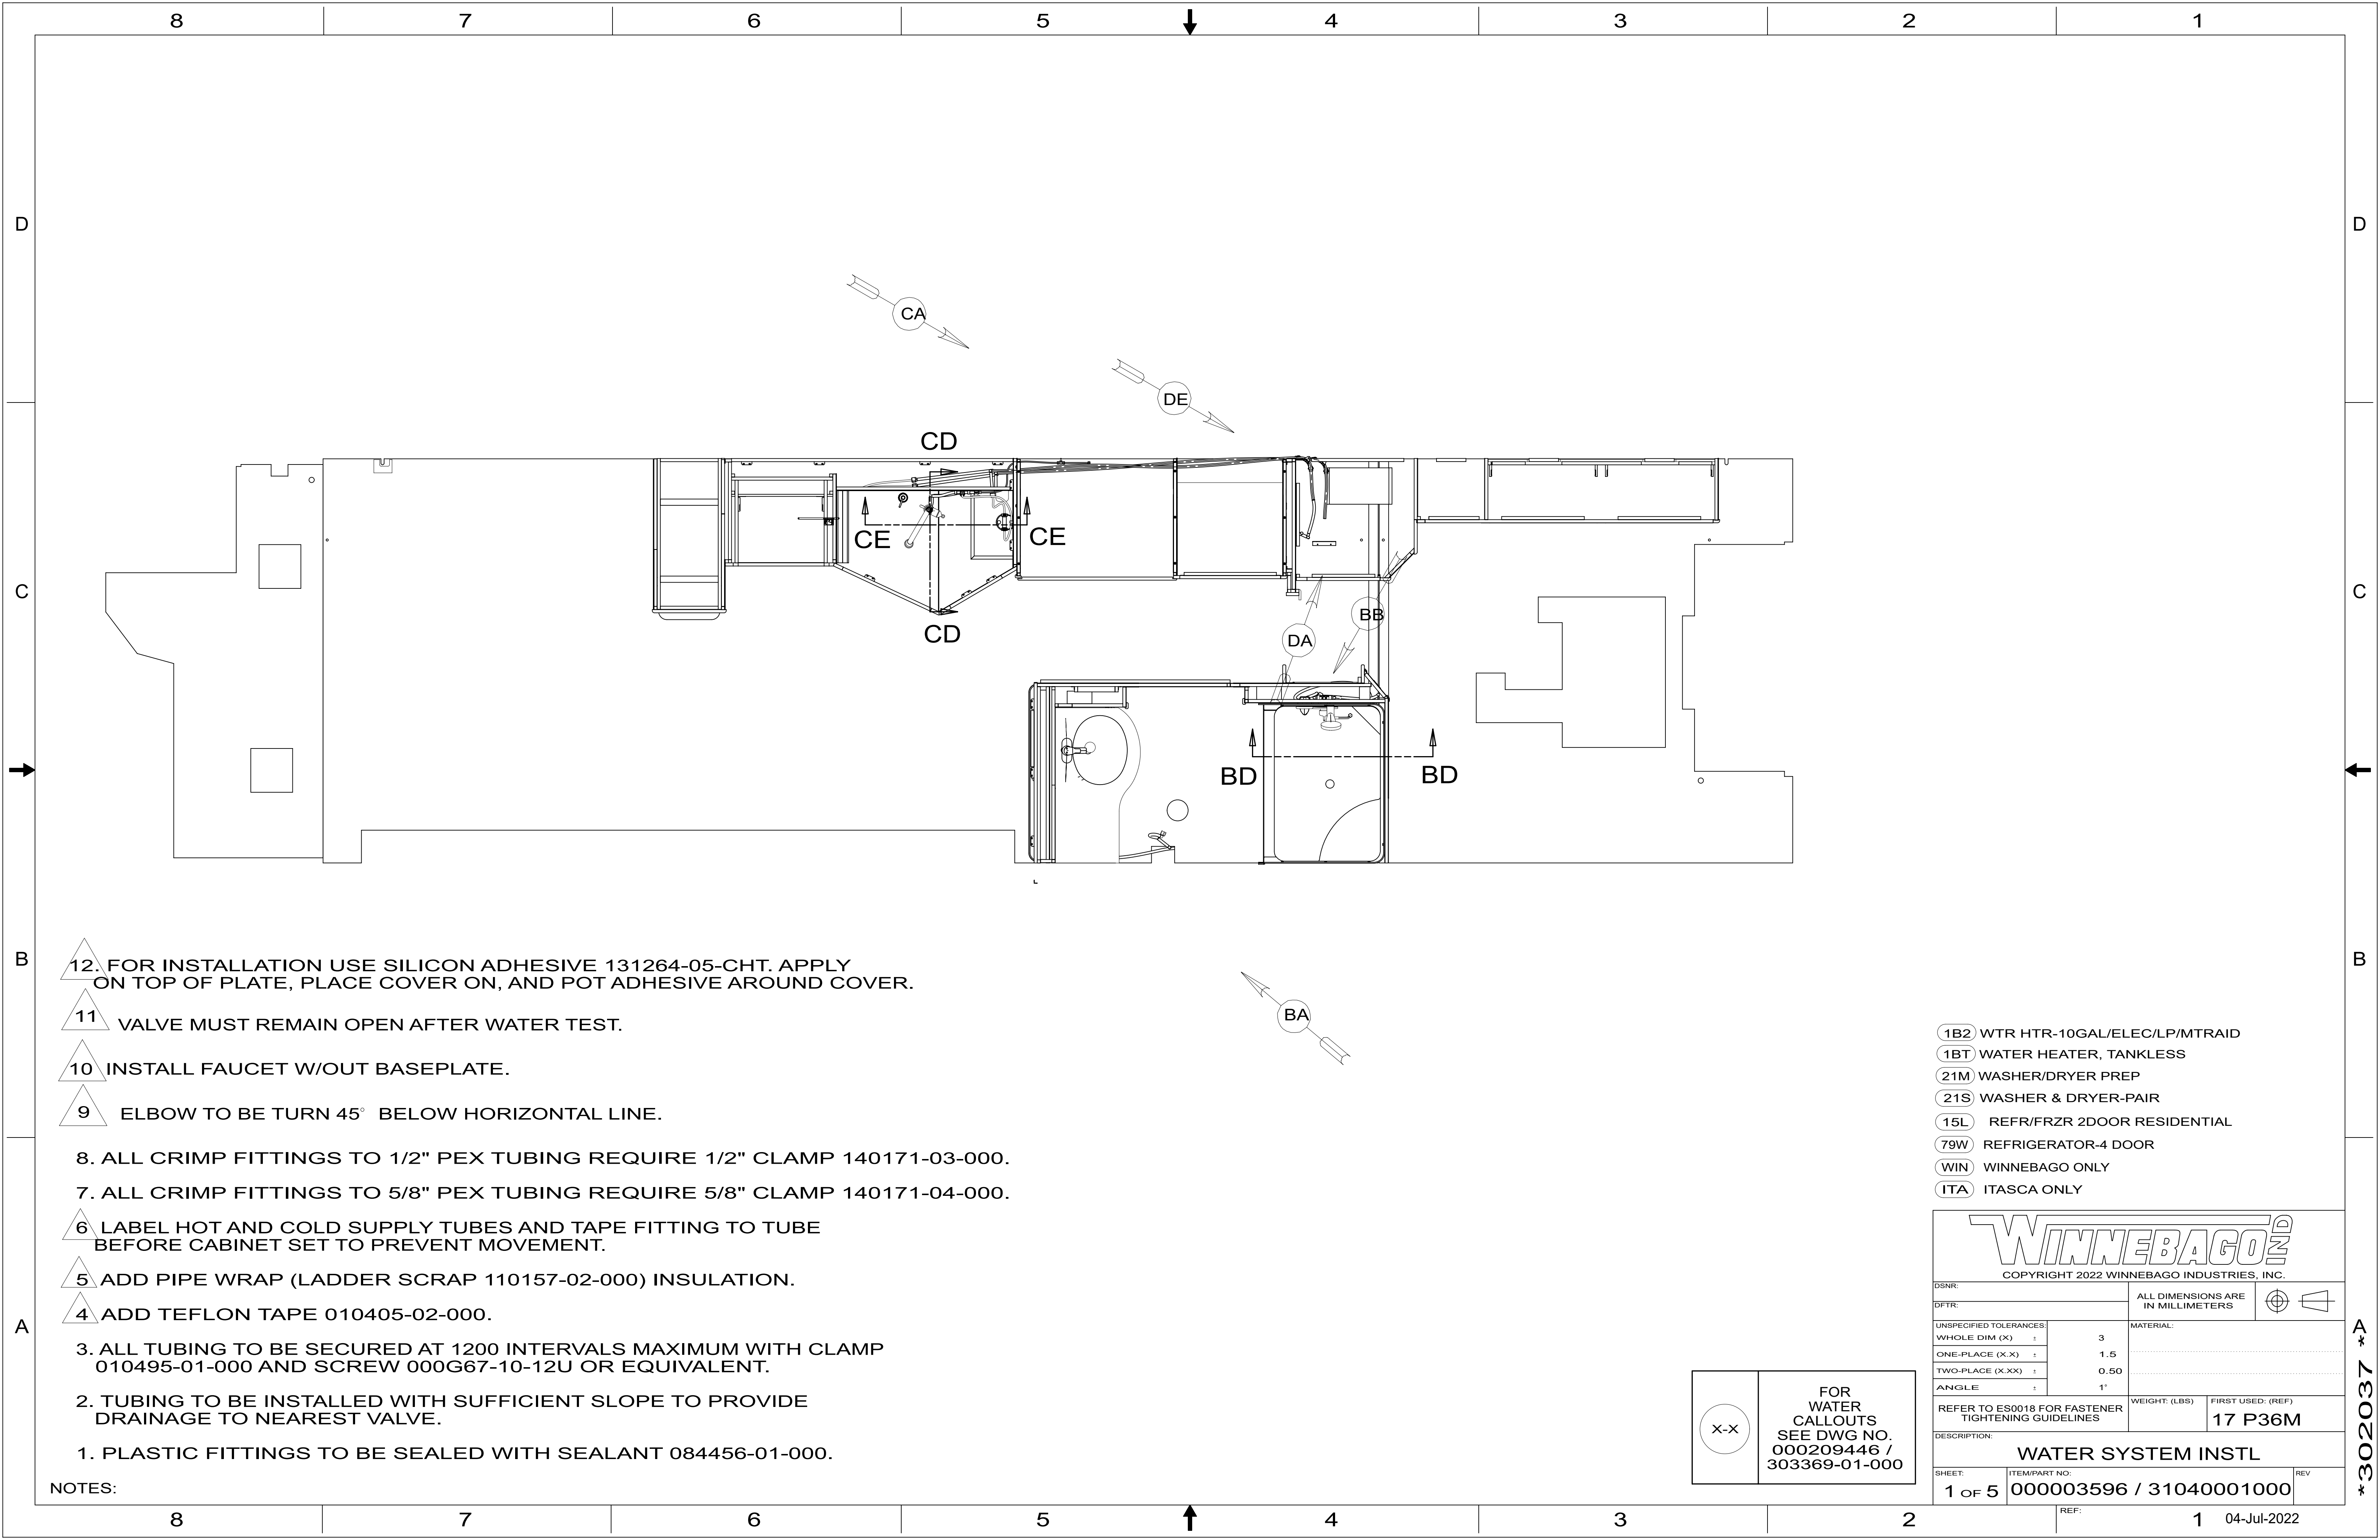 8 7 6 5 4 3 2 1
D
D
CA
DE
CD
CE
CE
C
C
BB
CD
DA
BD
BD
B
B
12. FOR INSTALLATION USE SILICON ADHESIVE 131264-05-CHT. APPLY
ON TOP OF PLATE, PLACE COVER ON, AND POT ADHESIVE AROUND COVER.
11 VALVE MUST REMAIN OPEN AFTER WATER TEST.
10 INSTALL FAUCET W/OUT BASEPLATE.
9 ELBOW TO BE TURN 45° BELOW HORIZONTAL LINE.
8. ALL CRIMP FITTINGS TO 1/2" PEX TUBING REQUIRE 1/2" CLAMP 140171-03-000.
7. ALL CRIMP FITTINGS TO 5/8" PEX TUBING REQUIRE 5/8" CLAMP 140171-04-000.
6 LABEL HOT AND COLD SUPPLY TUBES AND TAPE FITTING TO TUBE
BEFORE CABINET SET TO PREVENT MOVEMENT.
5 ADD PIPE WRAP (LADDER SCRAP 110157-02-000) INSULATION.
4 ADD TEFLON TAPE 010405-02-000.
3. ALL TUBING TO BE SECURED AT 1200 INTERVALS MAXIMUM WITH CLAMP
010495-01-000 AND SCREW 000G67-10-12U OR EQUIVALENT.
2. TUBING TO BE INSTALLED WITH SUFFICIENT SLOPE TO PROVIDE
DRAINAGE TO NEAREST VALVE.
1. PLASTIC FITTINGS TO BE SEALED WITH SEALANT 084456-01-000.
NOTES:
BA
1B2 WTR HTR-10GAL/ELEC/LP/MTRAID
1BT WATER HEATER, TANKLESS
21M WASHER/DRYER PREP
21S WASHER & DRYER-PAIR
15L REFR/FRZR 2DOOR RESIDENTIAL
79W REFRIGERATOR-4 DOOR
WIN WINNEBAGO ONLY
ITA ITASCA ONLY
X-X
FOR
WATER
CALLOUTS
SEE DWG NO.
000209446 /
303369-01-000
WINNEBAGO IND
COPYRIGHT 2022 WINNEBAGO INDUSTRIES, INC.
DSNR:
DFTR:
ALL DIMENSIONS ARE
IN MILLIMETERS
UNSPECIFIED TOLERANCES:
WHOLE DIM (X) ± 3
ONE-PLACE (X.X) ± 1.5
TWO-PLACE (X.XX) ± 0.50
ANGLE ± 1°
MATERIAL:
REFER TO ES0018 FOR FASTENER
TIGHTENING GUIDELINES
WEIGHT: (LBS)
FIRST USED: (REF)
17 P36M
DESCRIPTION:
WATER SYSTEM INSTL
SHEET:
1 OF 5
ITEM/PART NO:
000003596 / 31040001000
REV
REF:
04-Jul-2022
A
A
*302037 *
8 7 6 5 4 3 2 1